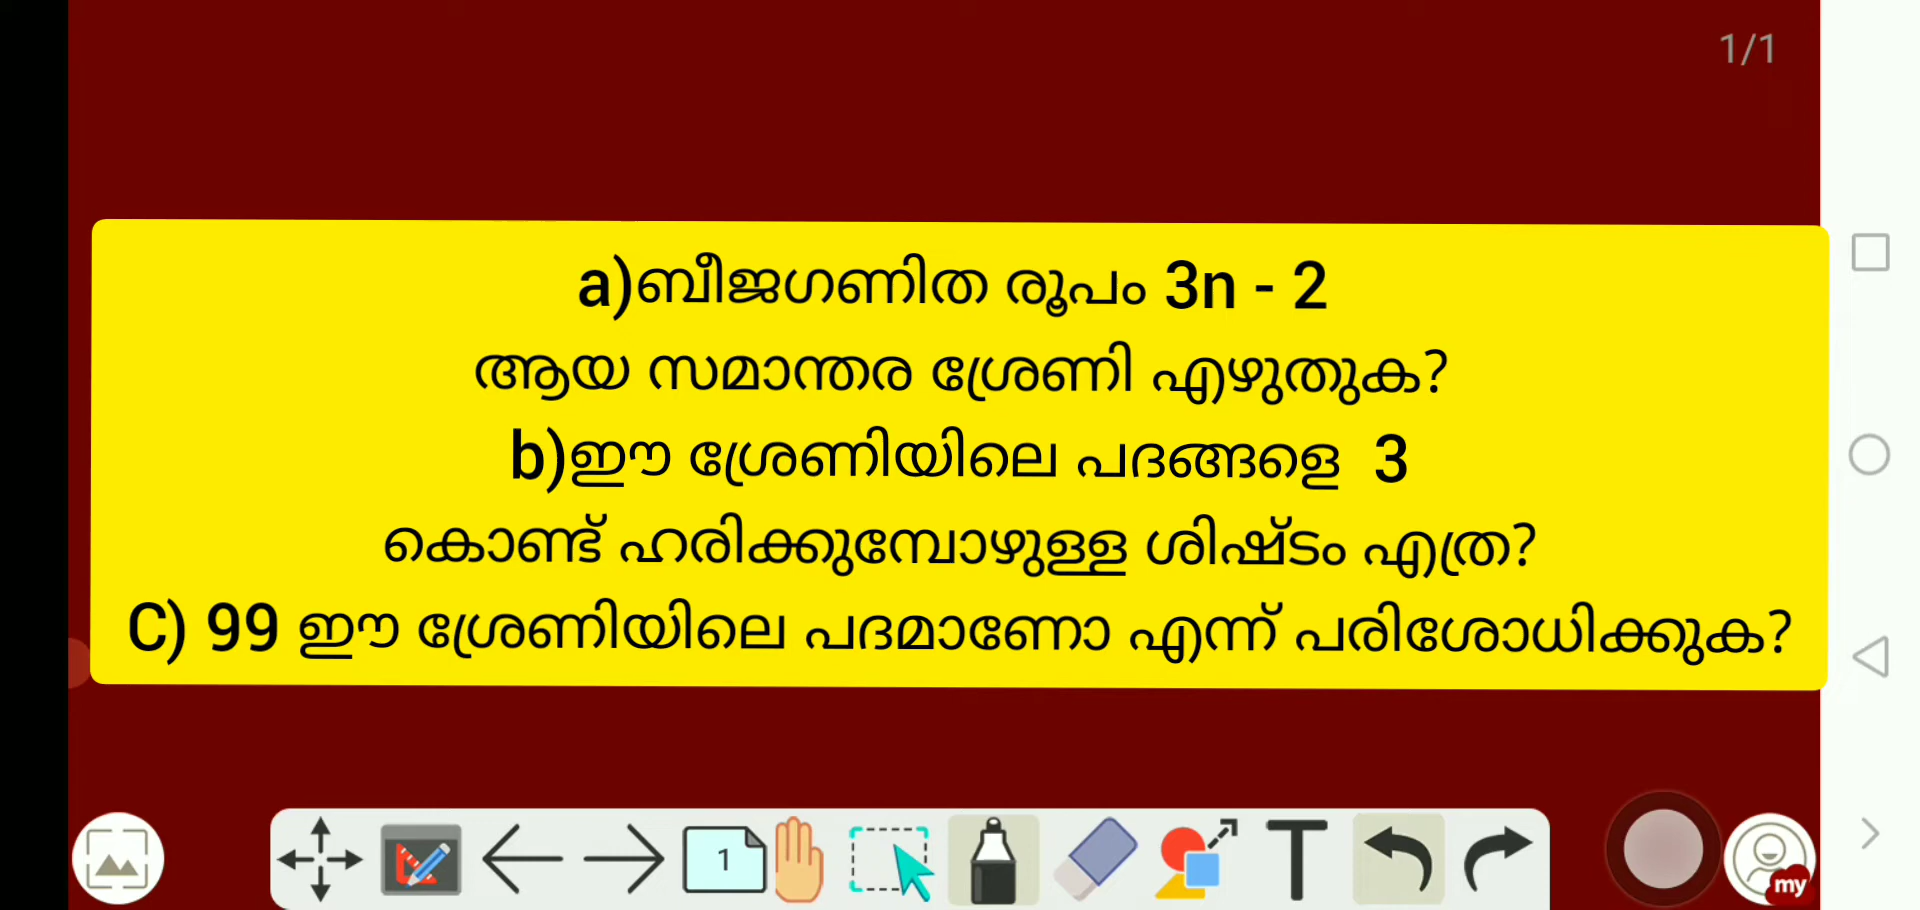 1/1
a)ബീജഗണിത രൂപം 3n - 2
ആയ സമാന്തര ശ്രേണി എഴുതുക?
b)ഈ ശ്രേണിയിലെ പദങ്ങളെ 3
കൊണ്ട് ഹരിക്കുമ്പോഴുള്ള ശിഷ്ടം എത്ര?
C) 99 ഈ ശ്രേണിയിലെ പദമാണോ എന്ന് പരിശോധിക്കുക?
1
T
my